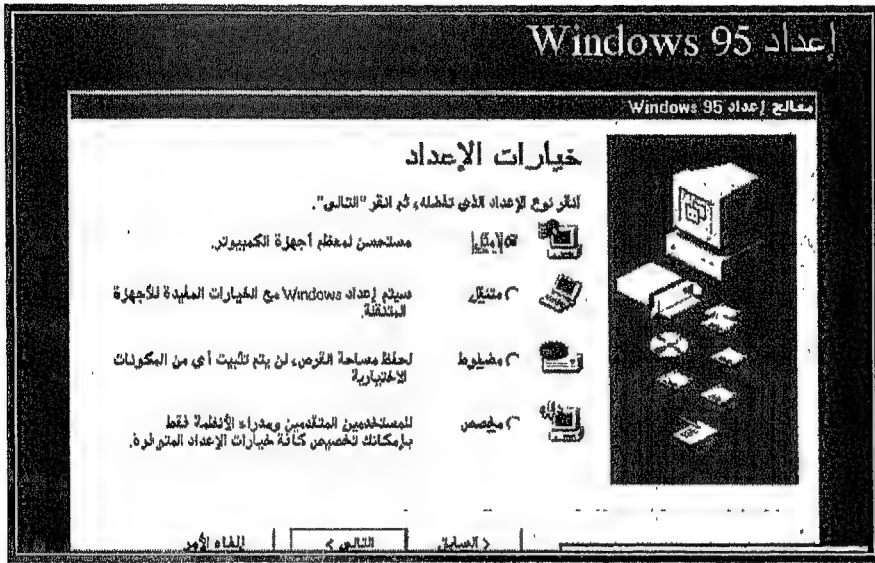 إعداد Windows 95
معالج إعداد Windows 95
خيارات الإعداد
انقر نوع الإعداد الذي تفضله، ثم انقر "التالي".
مستحسن لمعظم أجهزة الكمبيوتر.
متنقل
سيتم إعداد Windows مع الخيارات المفيدة للأجهزة
المتنقلة.
مضغوط
لحفظ مساحة القرص، لن يتم تثبيت أي من المكونات
الاختيارية
مخصص
للمستخدمين المتقدمين ومدراء الأنظمة فقط
بإمكانك تخصيص كافة خيارات الإعداد المتوفرة.
< السابق
التالي >
إلغاء الأمر